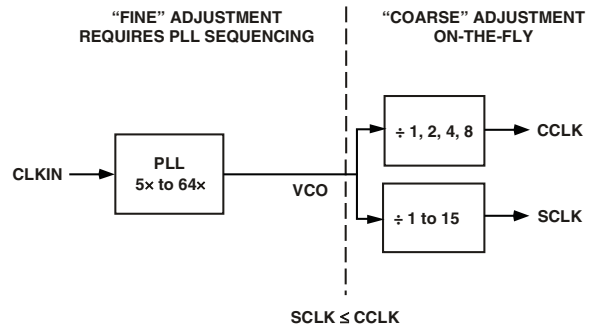 “FINE” ADJUSTMENT
REQUIRES PLL SEQUENCING
“COARSE” ADJUSTMENT
ON-THE-FLY
CLKIN
PLL
5× to 64×
VCO
÷ 1, 2, 4, 8
CCLK
÷ 1 to 15
SCLK
SCLK ≤ CCLK